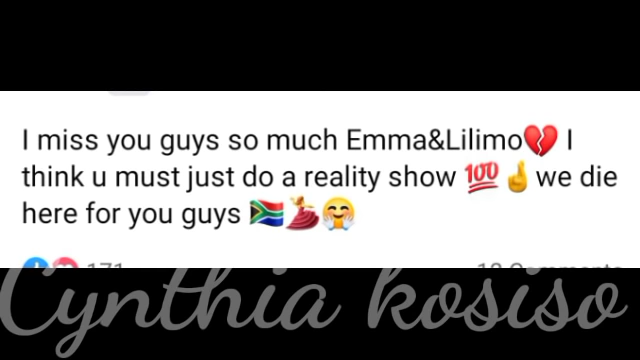 I miss you guys so much Emma&Lilimo💔 I
think u must just do a reality show 💯☝️we die
here for you guys 🇿🇦💃🤗
Cynthia kosiso